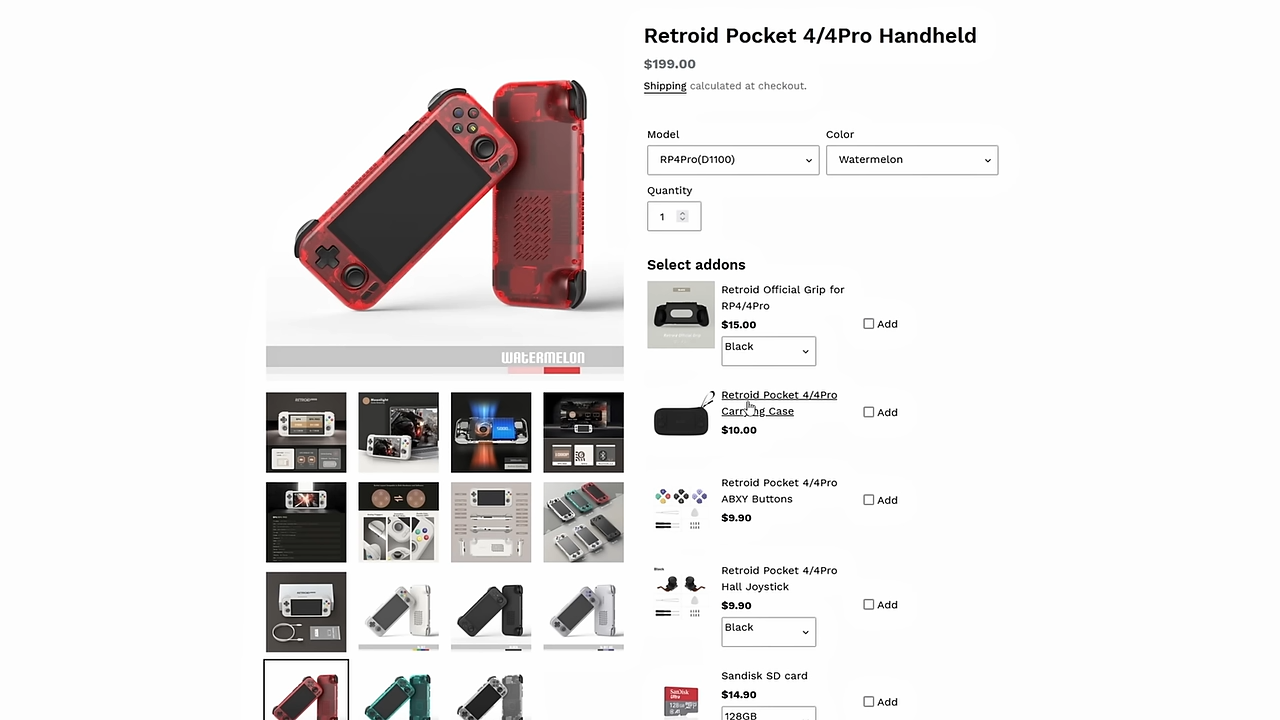 Retroid Pocket 4/4Pro Handheld
$199.00
Shipping calculated at checkout.
Model
Color
RP4Pro(D1100)
Watermelon
Quantity
1
WATERMELON
Select addons
Retroid Official Grip for
RP4/4Pro
$15.00
Add
Black
Retroid Pocket 4/4Pro
Carrying Case
$10.00
Add
Retroid Pocket 4/4Pro
ABXY Buttons
$9.90
Add
Retroid Pocket 4/4Pro
Hall Joystick
$9.90
Add
Black
Sandisk SD card
$14.90
Add
128GB